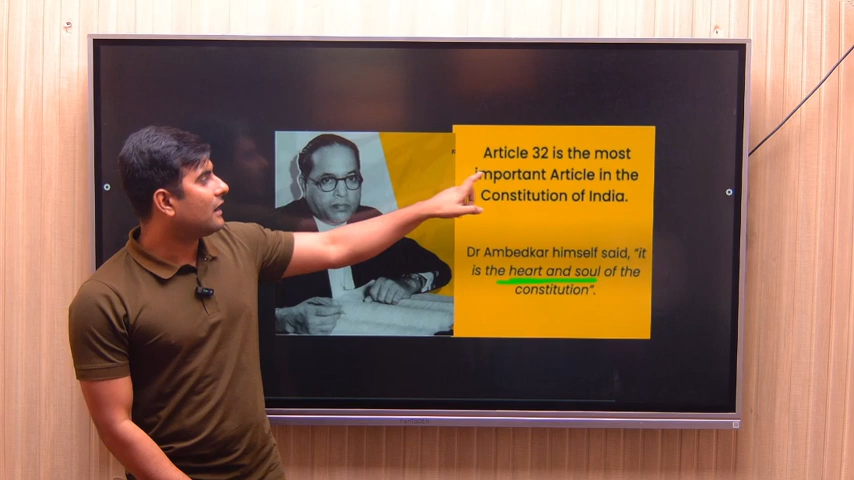 Article 32 is the most
important Article in the
Constitution of India.
Dr Ambedkar himself said, "it
is the heart and soul of the
constitution".